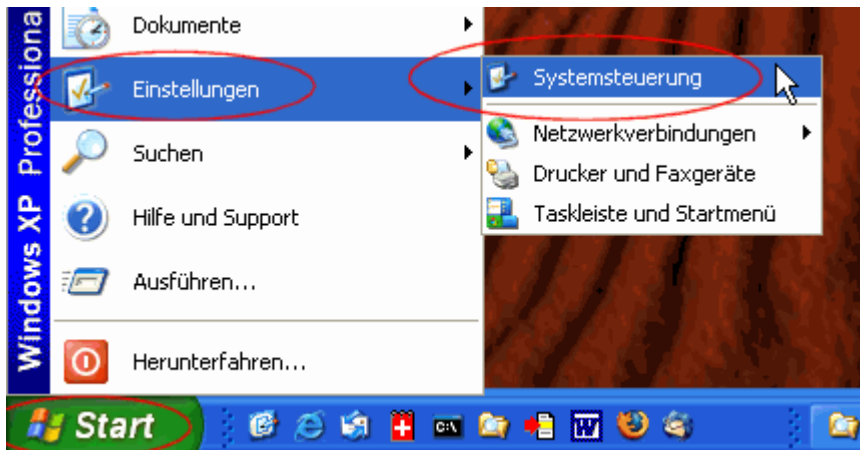 Windows XP Professiona
Dokumente
Einstellungen
Suchen
Hilfe und Support
Ausführen...
Herunterfahren...
Systemsteuerung
Netzwerkverbindungen
Drucker und Faxgeräte
Taskleiste und Startmenü
Start
C:\
W